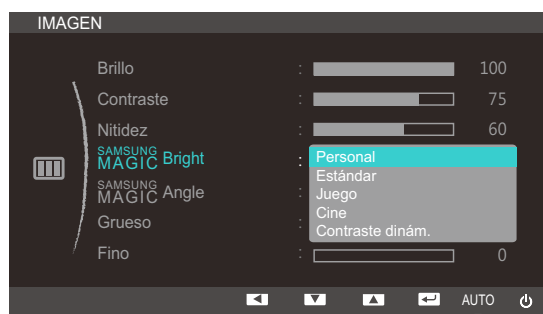 IMAGEN
Brillo : 100
Contraste : 75
Nitidez : 60
SAMSUNG MAGIC Bright : Personal
Estándar
SAMSUNG MAGIC Angle : Juego
Cine
Grueso : Contraste dinám.
Fino : 0
AUTO